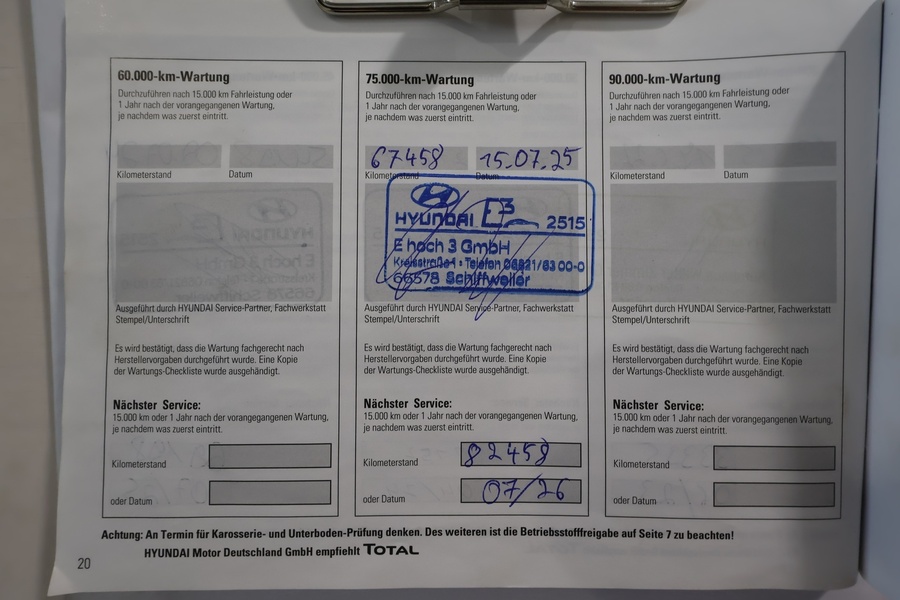 60.000-km-Wartung
Durchzuführen nach 15.000 km Fahrleistung oder
1 Jahr nach der vorangegangenen Wartung,
je nachdem was zuerst eintritt.
Kilometerstand Datum
Ausgeführt durch HYUNDAI Service-Partner, Fachwerkstatt
Stempel/Unterschrift
Es wird bestätigt, dass die Wartung fachgerecht nach
Herstellervorgaben durchgeführt wurde. Eine Kopie
der Wartungs-Checkliste wurde ausgehändigt.
Nächster Service:
15.000 km oder 1 Jahr nach der vorangegangenen Wartung,
je nachdem was zuerst eintritt.
Kilometerstand
oder Datum
75.000-km-Wartung
Durchzuführen nach 15.000 km Fahrleistung oder
1 Jahr nach der vorangegangenen Wartung,
je nachdem was zuerst eintritt.
67458 15.07.25
Kilometerstand Datum
HYUNDAI E3 2515
E hoch 3 GmbH
Kreisstraße 1 • Telefon 06821/63 00-0
66578 Schiffweiler
Ausgeführt durch HYUNDAI Service-Partner, Fachwerkstatt
Stempel/Unterschrift
Es wird bestätigt, dass die Wartung fachgerecht nach
Herstellervorgaben durchgeführt wurde. Eine Kopie
der Wartungs-Checkliste wurde ausgehändigt.
Nächster Service:
15.000 km oder 1 Jahr nach der vorangegangenen Wartung,
je nachdem was zuerst eintritt.
Kilometerstand 82458
oder Datum 07/26
90.000-km-Wartung
Durchzuführen nach 15.000 km Fahrleistung oder
1 Jahr nach der vorangegangenen Wartung,
je nachdem was zuerst eintritt.
Kilometerstand Datum
Ausgeführt durch HYUNDAI Service-Partner, Fachwerkstatt
Stempel/Unterschrift
Es wird bestätigt, dass die Wartung fachgerecht nach
Herstellervorgaben durchgeführt wurde. Eine Kopie
der Wartungs-Checkliste wurde ausgehändigt.
Nächster Service:
15.000 km oder 1 Jahr nach der vorangegangenen Wartung,
je nachdem was zuerst eintritt.
Kilometerstand
oder Datum
Achtung: An Termin für Karosserie- und Unterboden-Prüfung denken. Des weiteren ist die Betriebsstofffreigabe auf Seite 7 zu beachten!
HYUNDAI Motor Deutschland GmbH empfiehlt TOTAL
20